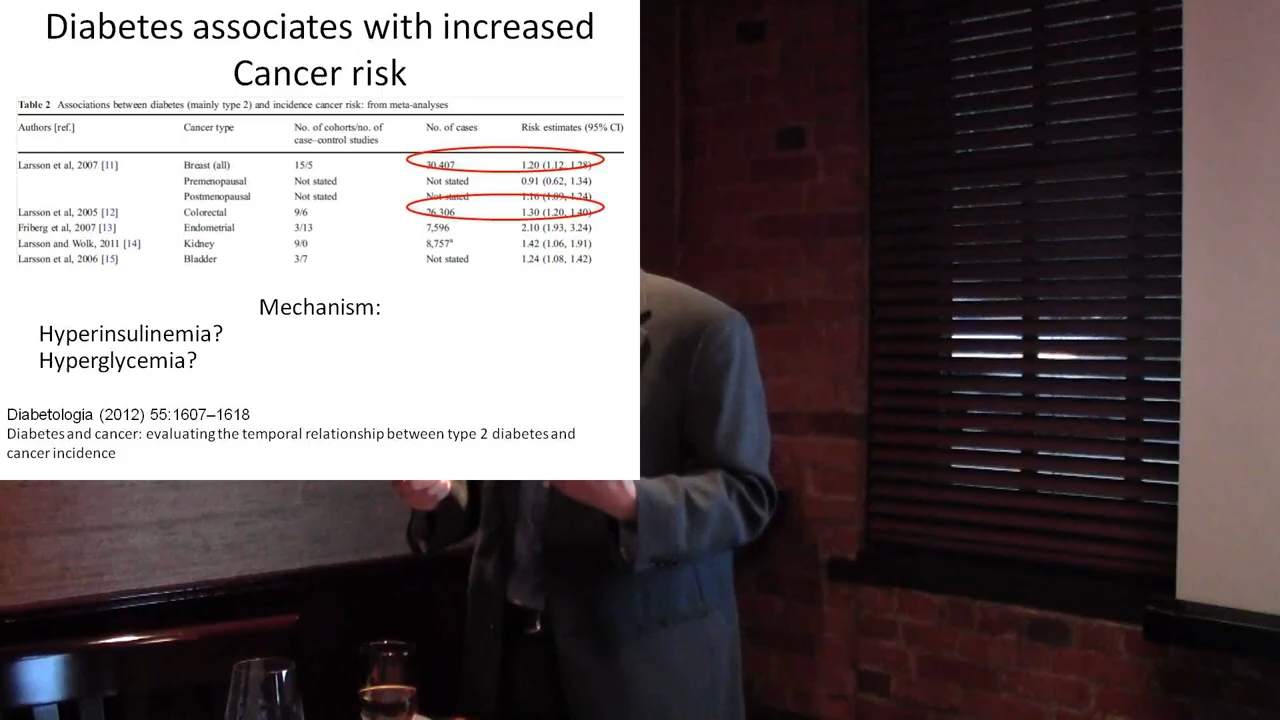 Diabetes associates with increased
Cancer risk
Table 2 Associations between diabetes (mainly type 2) and incidence cancer risk: from meta-analyses
Authors [ref.] Cancer type No. of cohorts/no. of case–control studies No. of cases Risk estimates (95% CI)
Larsson et al, 2007 [11] Breast (all) 15/5 30,407 1.20 (1.12, 1.28)
Premenopausal Not stated Not stated 0.91 (0.62, 1.34)
Postmenopausal Not stated Not stated 1.16 (1.09, 1.24)
Larsson et al, 2005 [12] Colorectal 9/6 26,306 1.30 (1.20, 1.40)
Friberg et al, 2007 [13] Endometrial 3/13 7,596 2.10 (1.93, 3.24)
Larsson and Wolk, 2011 [14] Kidney 9/0 8,757a 1.42 (1.06, 1.91)
Larsson et al, 2006 [15] Bladder 3/7 Not stated 1.24 (1.08, 1.42)
Mechanism:
Hyperinsulinemia?
Hyperglycemia?
Diabetologia (2012) 55:1607–1618
Diabetes and cancer: evaluating the temporal relationship between type 2 diabetes and
cancer incidence